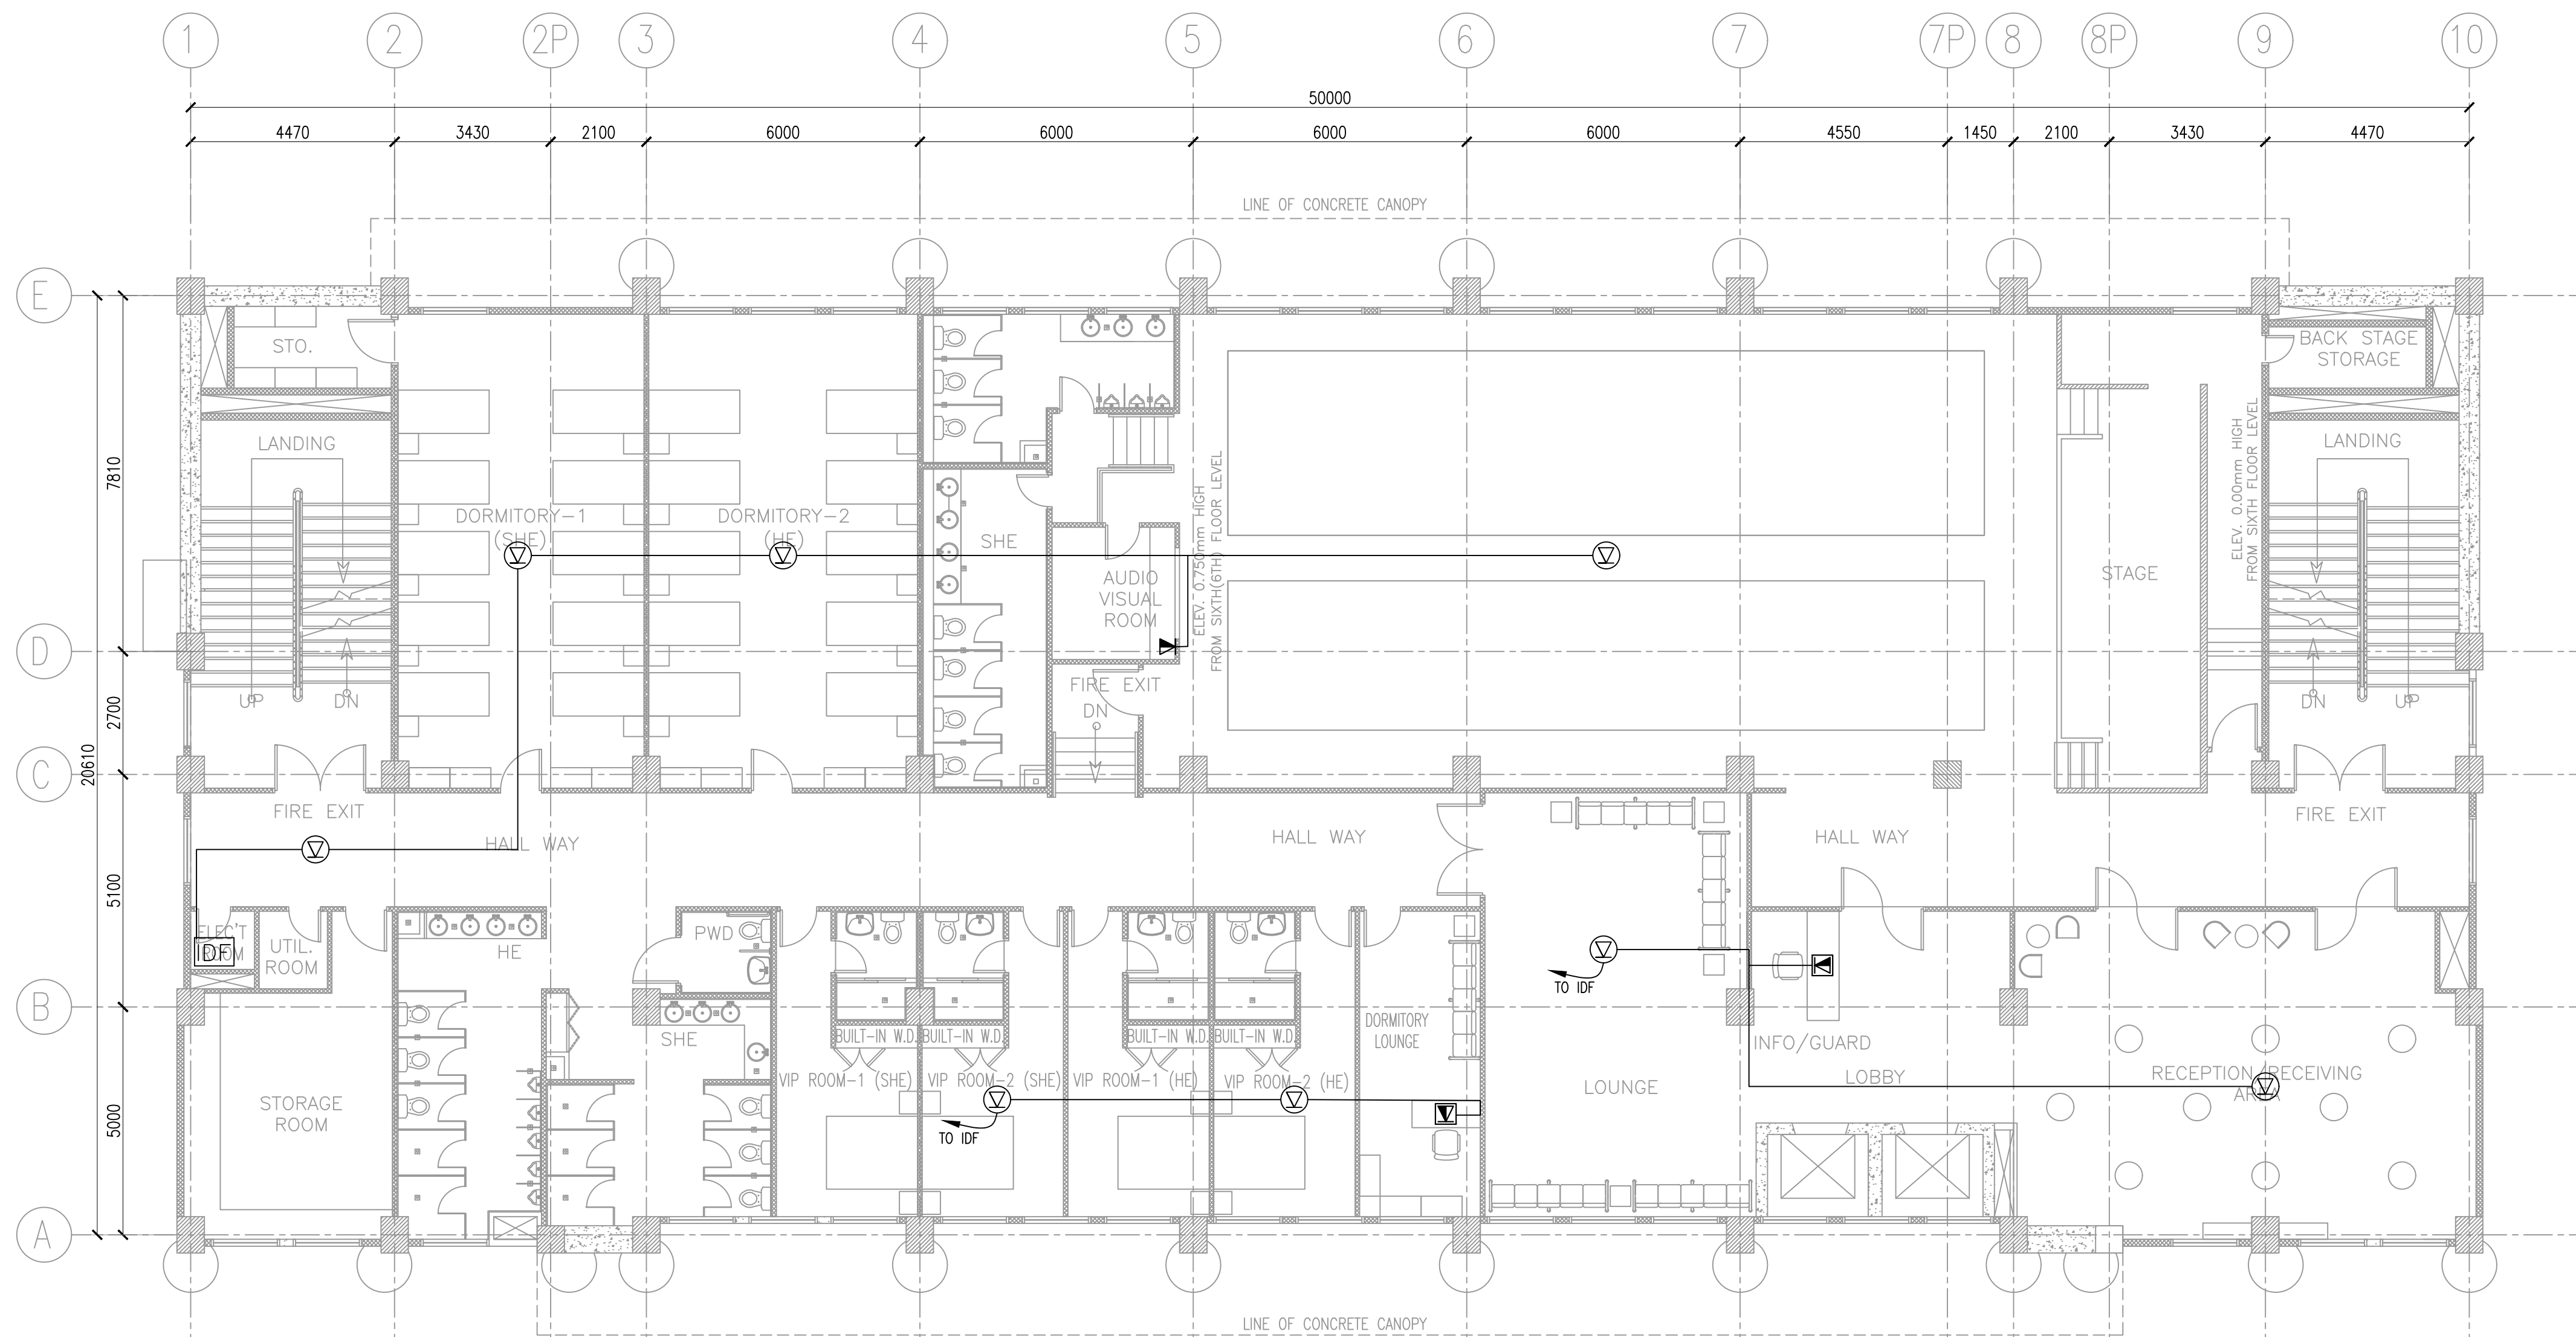 1 2 2P 3 4 5 6 7 7P 8 8P 9 10
50000
4470 3430 2100 6000 6000 6000 6000 4550 1450 2100 3430 4470
LINE OF CONCRETE CANOPY
E
D
C
B
A
7810
2700
5100
5000
20610
STO.
BACK STAGE
STORAGE
LANDING
LANDING
DORMITORY-1
(SHE)
DORMITORY-2
(HE)
SHE
AUDIO
VISUAL
ROOM
ELEV. 0.750mm HIGH
FROM SIXTH(6TH) FLOOR LEVEL
STAGE
ELEV. 0.00mm HIGH
FROM SIXTH FLOOR LEVEL
UP
DN
FIRE EXIT
DN
DN
UP
FIRE EXIT
HALL WAY
HALL WAY
HALL WAY
FIRE EXIT
ELEC'T
ROOM
IDF
UTIL.
ROOM
HE
PWD
TO IDF
SHE
BUILT-IN W.D.
BUILT-IN W.D.
BUILT-IN W.D.
BUILT-IN W.D.
DORMITORY
LOUNGE
INFO/GUARD
VIP ROOM-1 (SHE)
VIP ROOM-2 (SHE)
VIP ROOM-1 (HE)
VIP ROOM-2 (HE)
LOUNGE
LOBBY
RECEPTION/RECEIVING
AREA
STORAGE
ROOM
TO IDF
LINE OF CONCRETE CANOPY